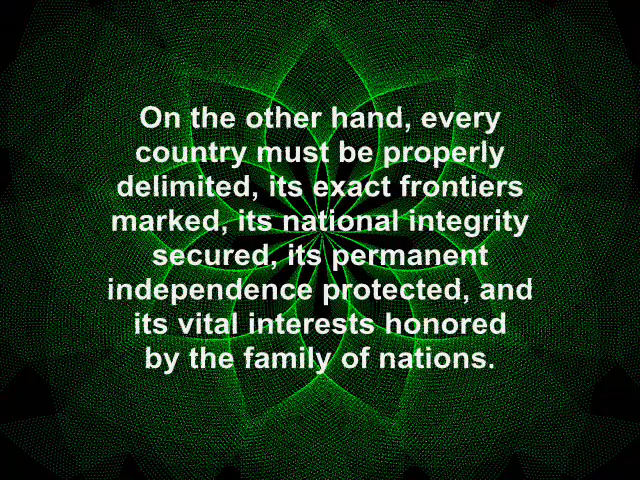 On the other hand, every
country must be properly
delimited, its exact frontiers
marked, its national integrity
secured, its permanent
independence protected, and
its vital interests honored
by the family of nations.